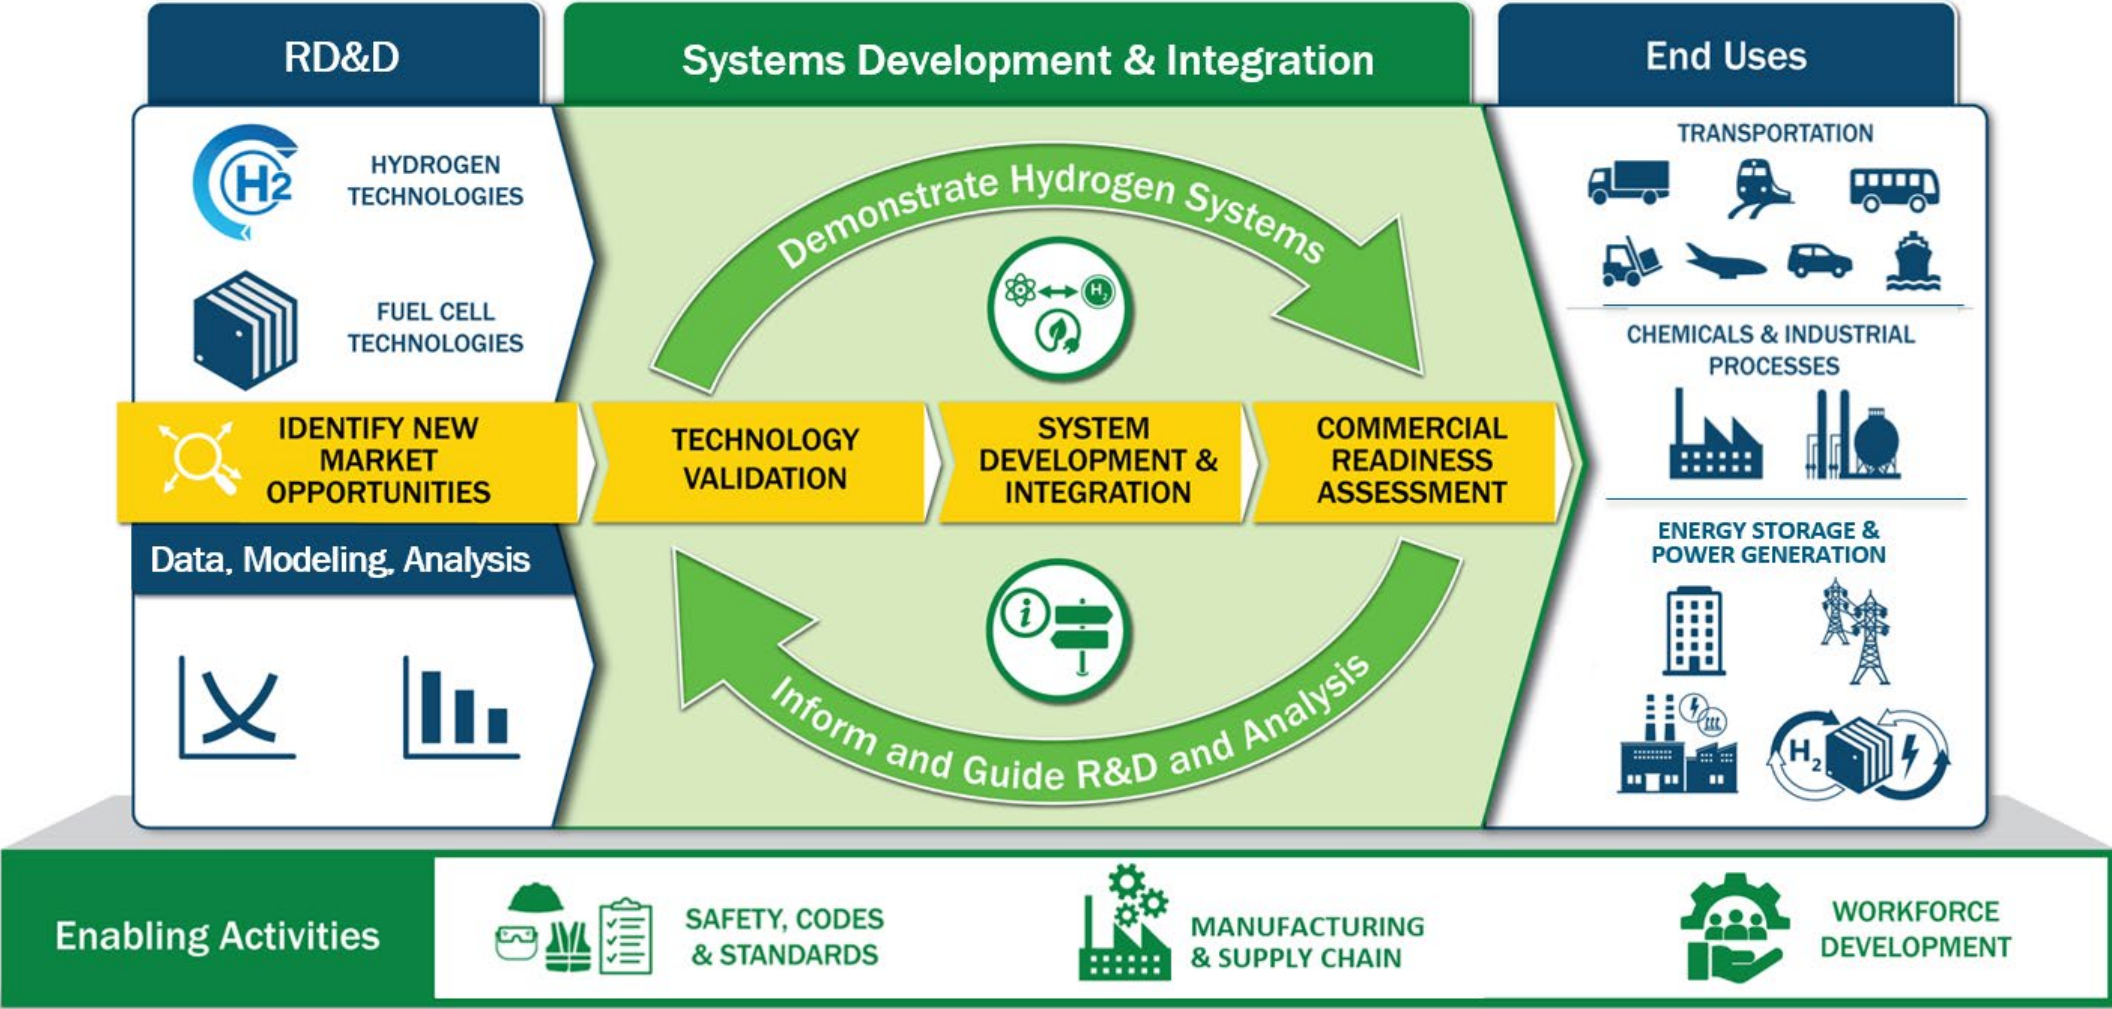 RD&D
Systems Development & Integration
End Uses
H2
HYDROGEN
TECHNOLOGIES
FUEL CELL
TECHNOLOGIES
Demonstrate Hydrogen Systems
H2
TRANSPORTATION
CHEMICALS & INDUSTRIAL
PROCESSES
IDENTIFY NEW
MARKET
OPPORTUNITIES
TECHNOLOGY
VALIDATION
SYSTEM
DEVELOPMENT &
INTEGRATION
COMMERCIAL
READINESS
ASSESSMENT
Data, Modeling, Analysis
i
Inform and Guide R&D and Analysis
ENERGY STORAGE &
POWER GENERATION
H2
Enabling Activities
SAFETY, CODES
& STANDARDS
MANUFACTURING
& SUPPLY CHAIN
WORKFORCE
DEVELOPMENT